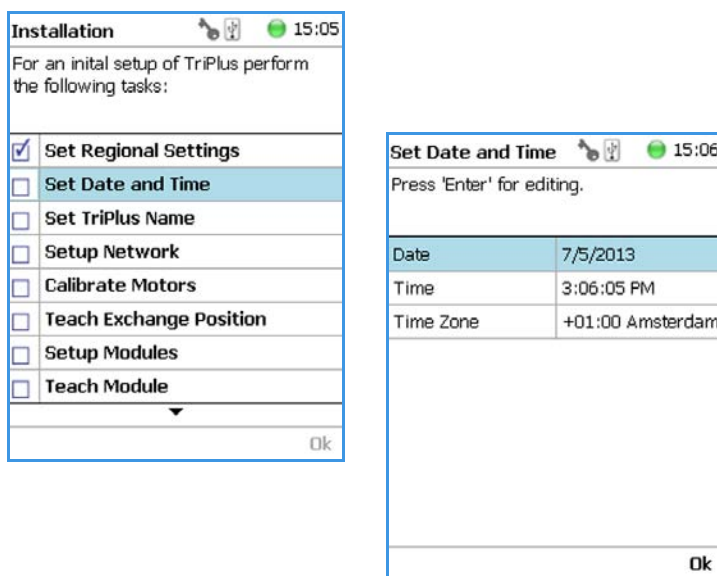 Installation 15:05
For an inital setup of TriPlus perform
the following tasks:
Set Regional Settings
Set Date and Time
Set TriPlus Name
Setup Network
Calibrate Motors
Teach Exchange Position
Setup Modules
Teach Module
Ok
Set Date and Time 15:06
Press 'Enter' for editing.
Date 7/5/2013
Time 3:06:05 PM
Time Zone +01:00 Amsterdam
Ok